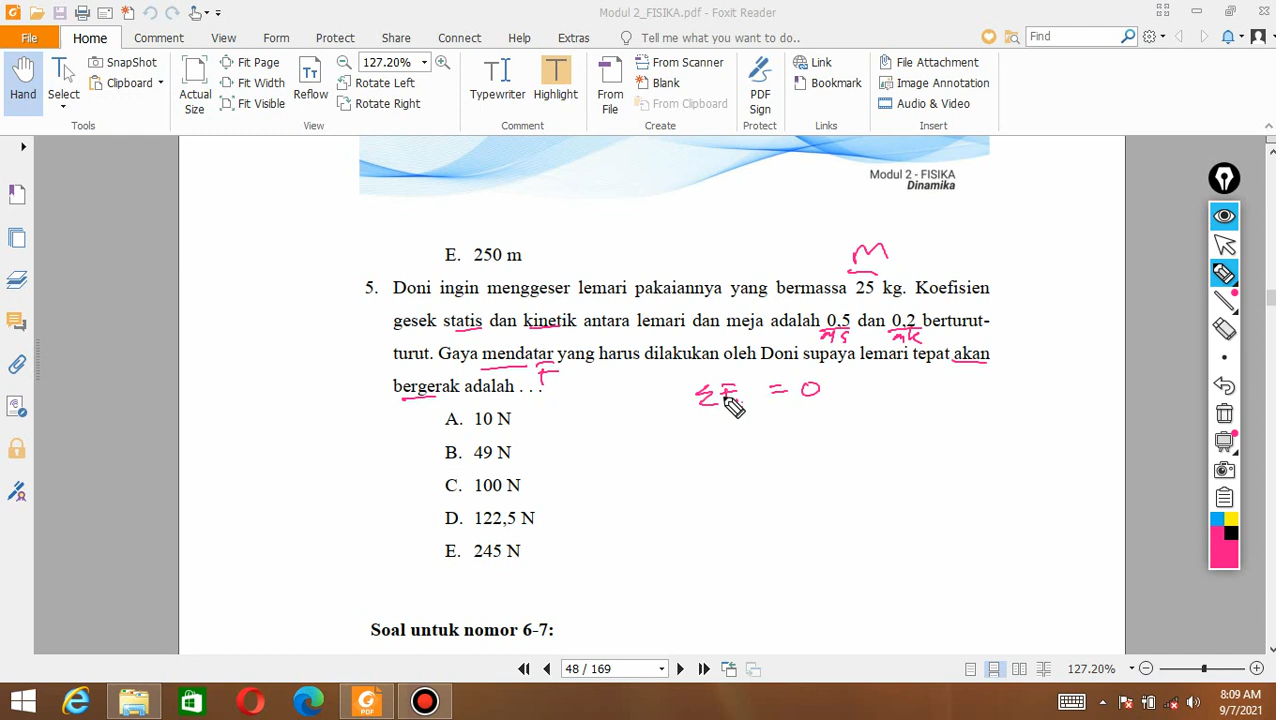 Modul 2_FISIKA.pdf - Foxit Reader
File Home Comment View Form Protect Share Connect Help Extras Tell me what you want to do.. Find
Hand
Select
SnapShot
Clipboard
Tools
Actual Size
Fit Page
Fit Width
Fit Visible
Reflow
127.20%
Rotate Left
Rotate Right
View
Typewriter
Highlight
Comment
From File
From Scanner
Blank
From Clipboard
Create
PDF Sign
Protect
Link
Bookmark
Links
File Attachment
Image Annotation
Audio & Video
Insert
Modul 2 - FISIKA
Dinamika
E. 250 m
M
5. Doni ingin menggeser lemari pakaiannya yang bermassa 25 kg. Koefisien
gesek statis dan kinetik antara lemari dan meja adalah 0.5 dan 0.2 berturut-
Ms Mk
turut. Gaya mendatar yang harus dilakukan oleh Doni supaya lemari tepat akan
F
bergerak adalah . . .
ΣF = 0
A. 10 N
B. 49 N
C. 100 N
D. 122,5 N
E. 245 N
Soal untuk nomor 6-7:
48 / 169
127.20%
PDF
8:09 AM
9/7/2021